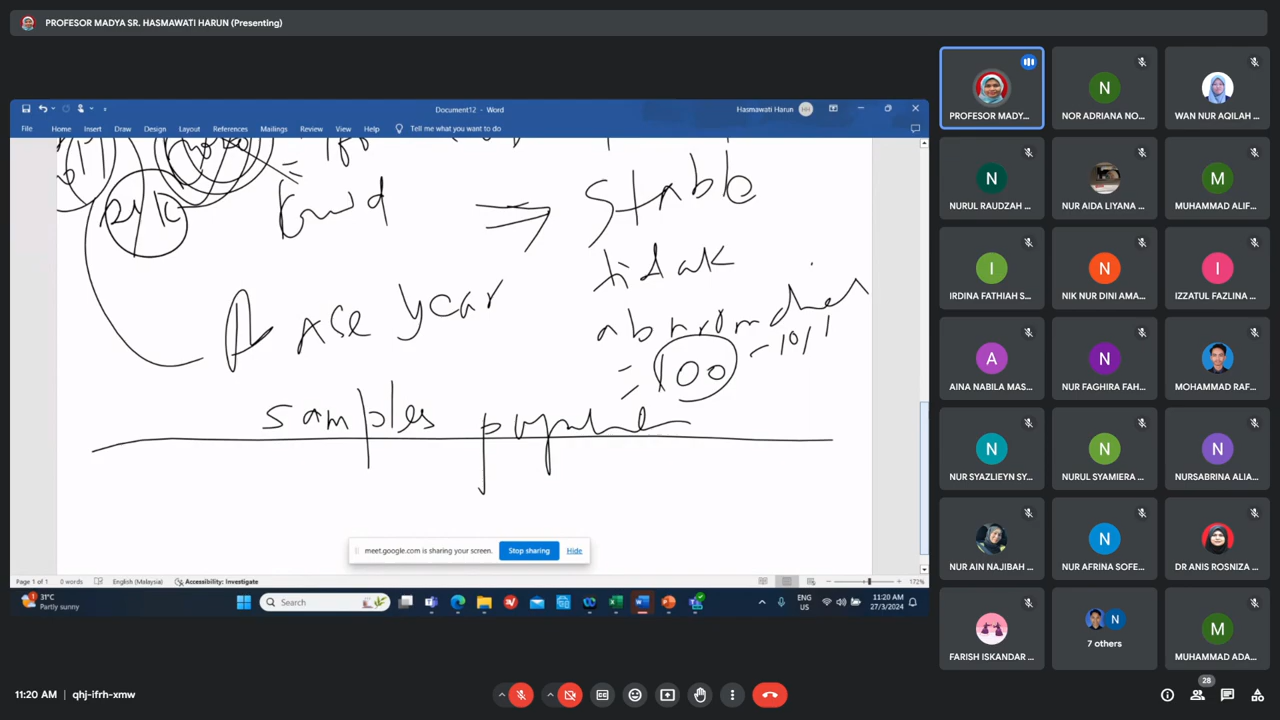 PROFESOR MADYA SR. HASMAWATI HARUN (Presenting)
Document12 - Word
Hasmawati Harun
HH
File Home Insert Draw Design Layout References Mailings Review View Help Tell me what you want to do
Stable
tidak
Base year
= 100
samples
meet.google.com is sharing your screen. Stop sharing Hide
Page 1 of 1 0 words English (Malaysia) Accessibility: Investigate 172%
31°C
Partly sunny
Search
ENG
US
11:20 AM
27/3/2024
PROFESOR MADY...
N
NOR ADRIANA NO...
WAN NUR AQILAH ...
N
NURUL RAUDZAH ...
NUR AIDA LIYANA ...
M
MUHAMMAD ALIF...
I
IRDINA FATHIAH S...
N
NIK NUR DINI AMA...
I
IZZATUL FAZLINA ...
A
AINA NABILA MAS...
N
NUR FAGHIRA FAH...
MOHAMMAD RAF...
N
NUR SYAZLIEYN SY...
N
NURUL SYAMIERA ...
N
NURSABRINA ALIA...
NUR AIN NAJIBAH ...
N
NUR AFRINA SOFE...
DR ANIS ROSNIZA ...
FARISH ISKANDAR ...
N
7 others
M
MUHAMMAD ADA...
11:20 AM qhj-ifrh-xmw
28